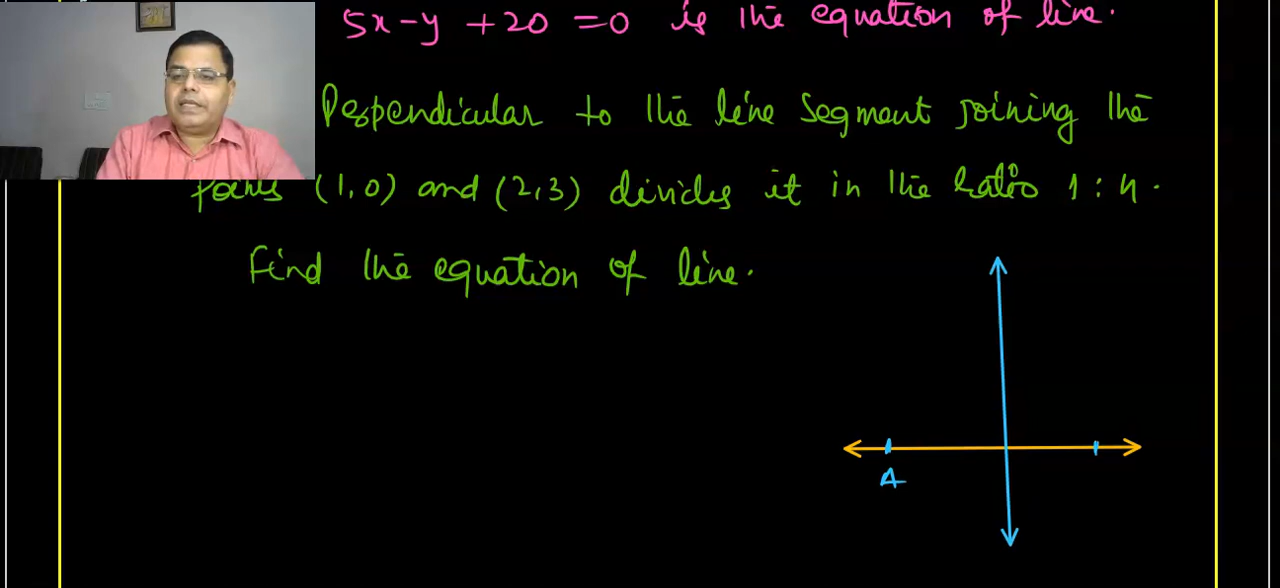 5x-y +20 =0 is the equation of line.
Perpendicular to the line segment joining the
points (1,0) and (2,3) divides it in the ratio 1 : n.
Find the equation of line.
A